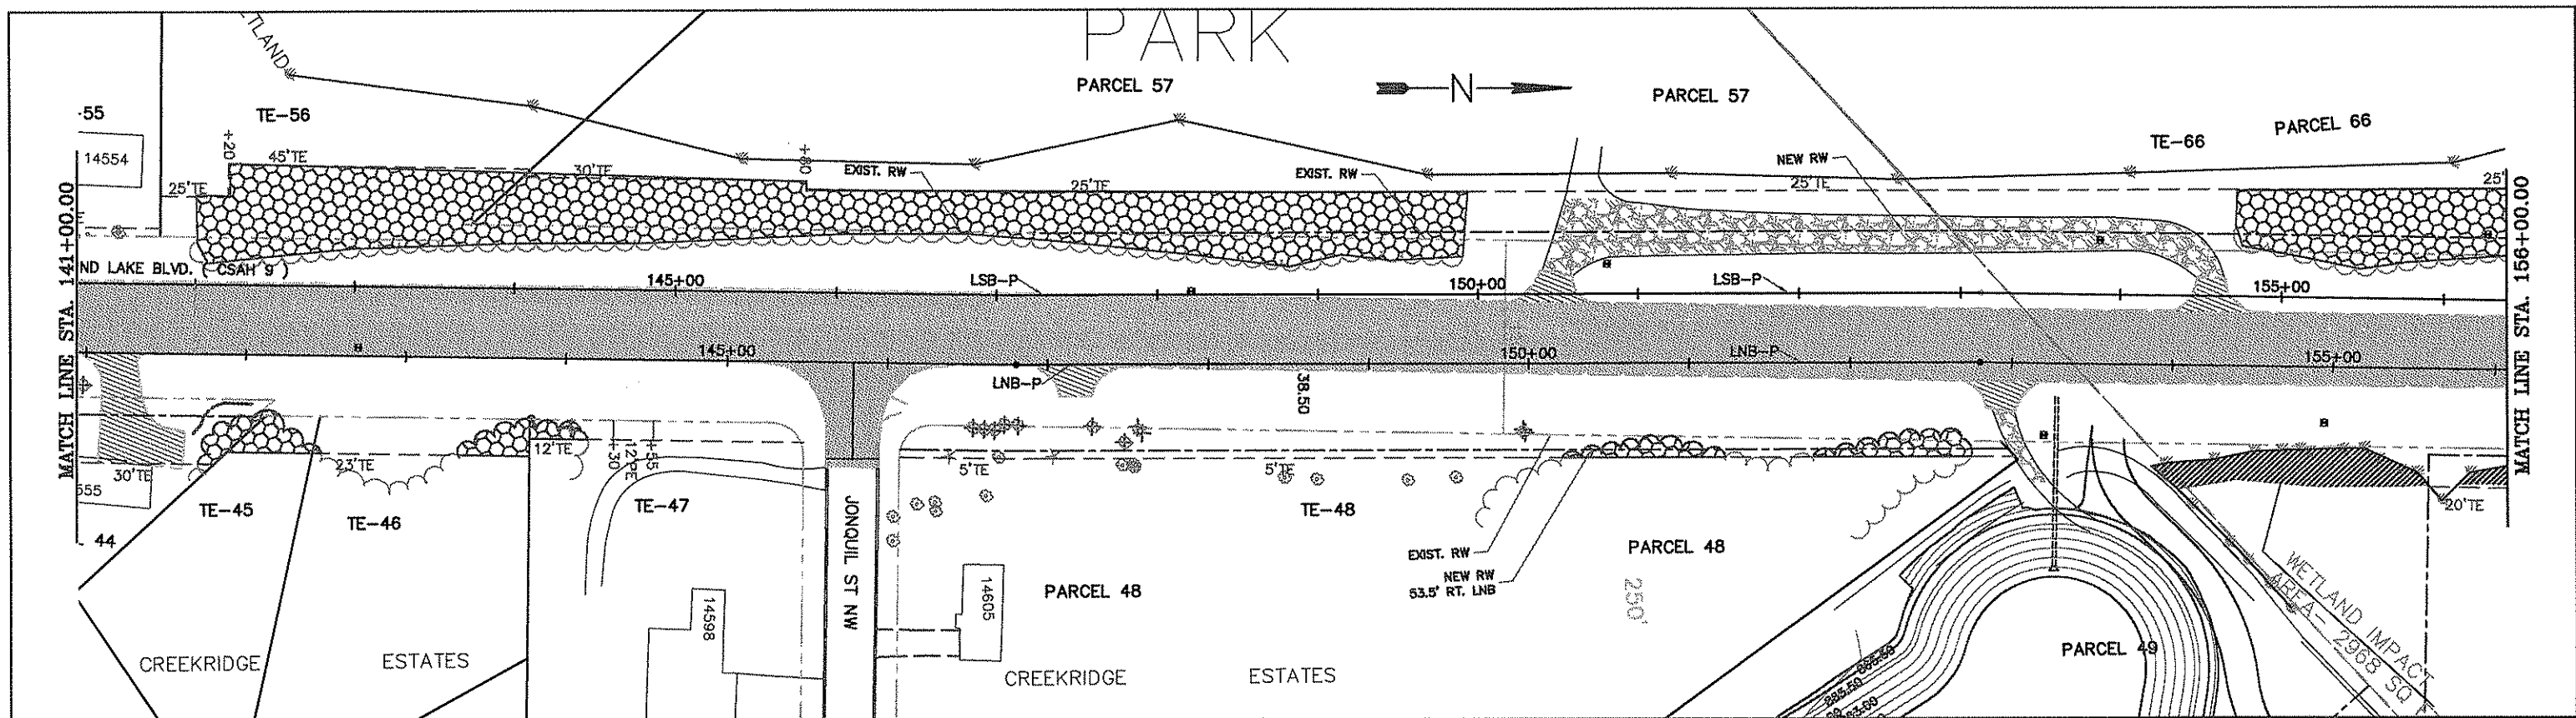 PARK
WETLAND
PARCEL 57
N
PARCEL 57
PARCEL 66
TE-66
-55
TE-56
14554
+20
45'TE
30'TE
+80
EXIST. RW
25'TE
EXIST. RW
NEW RW
25'TE
25'
25'TE
MATCH LINE STA. 141+00.00
MATCH LINE STA. 156+00.00
ND LAKE BLVD. ( CSAH 9 )
145+00
LSB-P
150+00
LSB-P
155+00
145+00
150+00
LNB-P
155+00
LNB-P
38.50
30'TE
23'TE
12'TE
+30
12'PE
+55
5'TE
5'TE
20'TE
555
TE-45
TE-46
TE-47
TE-48
44
JONQUIL ST NW
EXIST. RW
NEW RW
53.5' RT. LNB
PARCEL 48
PARCEL 48
250'
14598
14605
WETLAND IMPACT
AREA- 2968 SQ
PARCEL 49
CREEKRIDGE
ESTATES
CREEKRIDGE
ESTATES
885.50